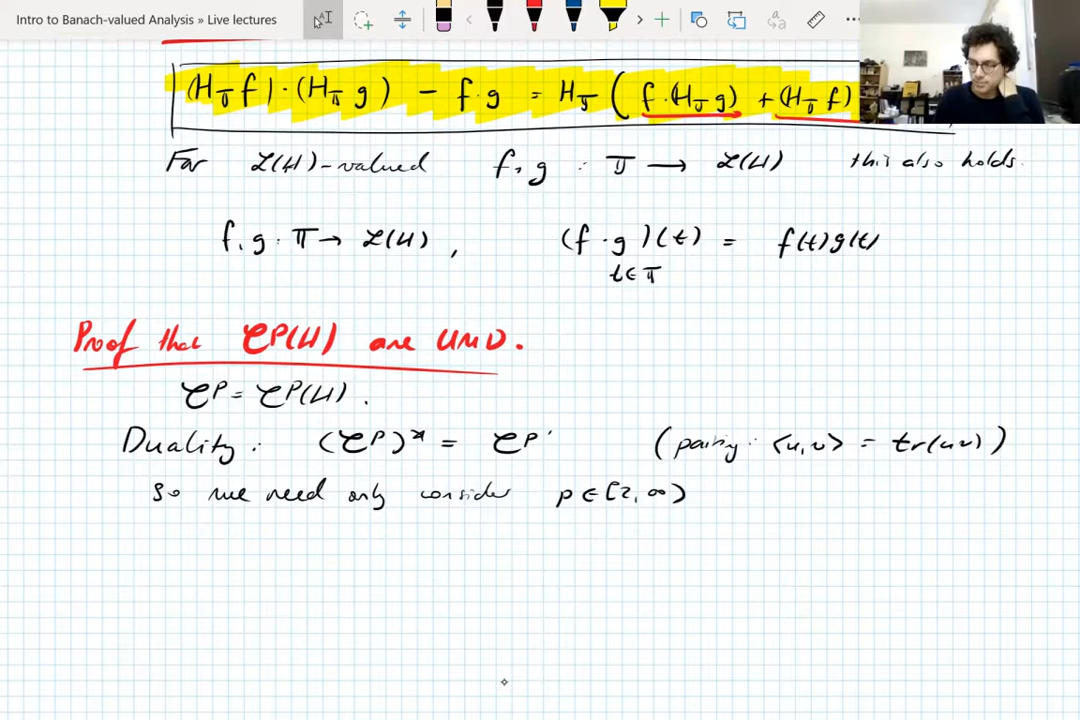 Intro to Banach-valued Analysis » Live lectures
(H_𝕋 f) · (H_𝕋 g) - f·g = H_𝕋 ( f·(H_𝕋 g) + (H_𝕋 f)
For ℒ(H)-valued f, g : 𝕋 → ℒ(H) this also holds.
f, g : 𝕋 → ℒ(H), (f·g)(t) = f(t)g(t)
t ∈ 𝕋
Proof that 𝒞^p(H) are UMD.
𝒞^p = 𝒞^p(H).
Duality: (𝒞^p)* = 𝒞^p' (pairing: <u,v> = tr(uv))
So we need only consider p ∈ [2, ∞)